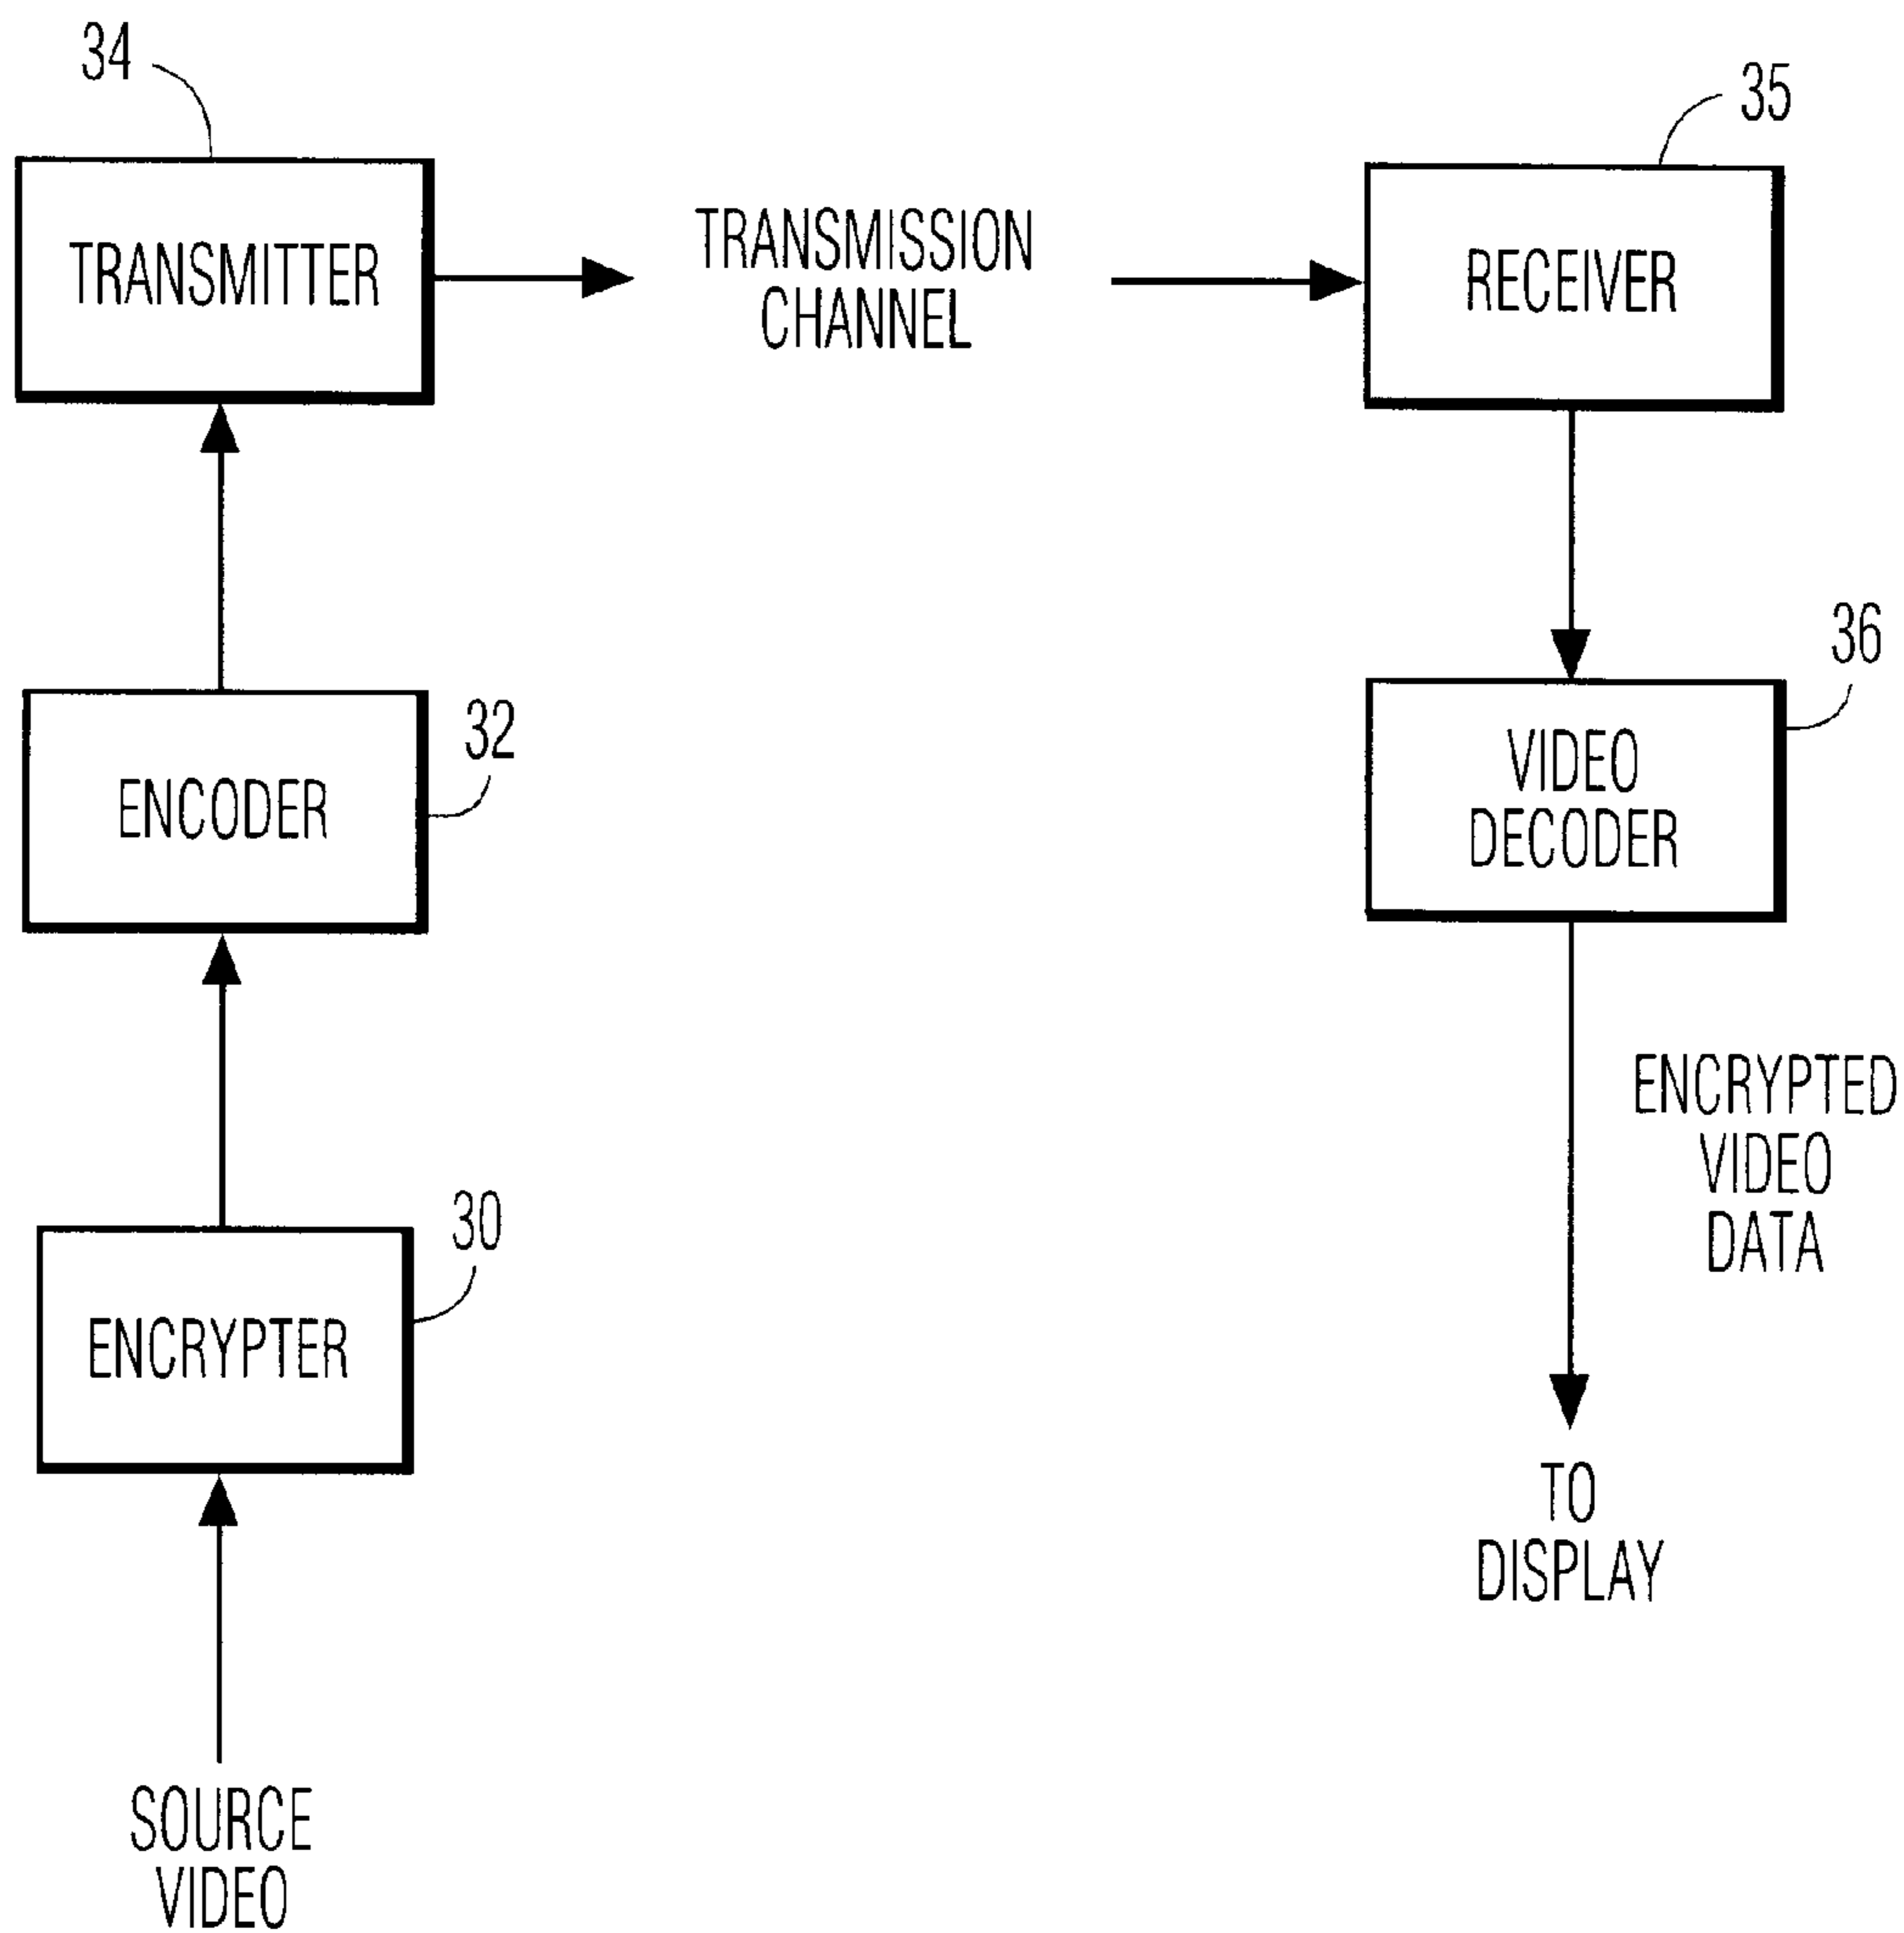 34
TRANSMITTER
TRANSMISSION
CHANNEL
35
RECEIVER
32
ENCODER
36
VIDEO
DECODER
30
ENCRYPTER
ENCRYPTED
VIDEO
DATA
TO
DISPLAY
SOURCE
VIDEO